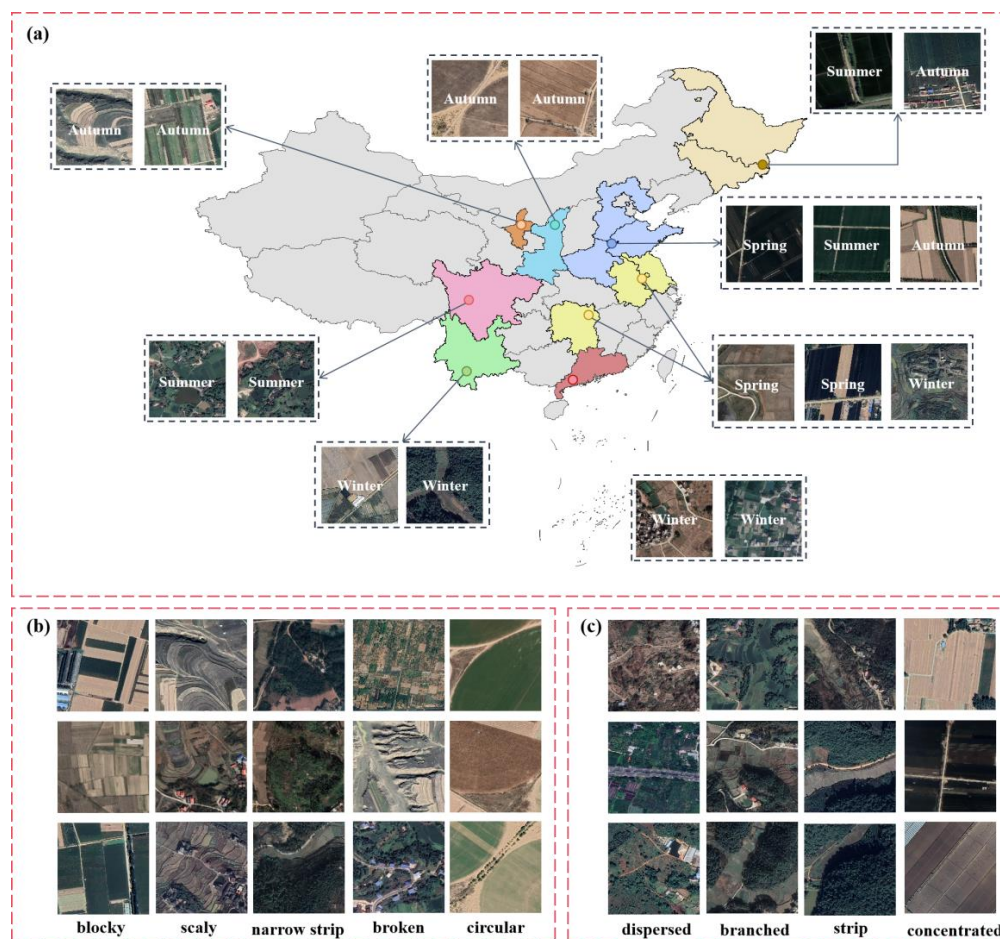 (a)
Autumn Autumn
Autumn Autumn
Summer Autumn
Spring Summer Autumn
Summer Summer
Spring Spring Winter
Winter Winter
Winter Winter
(b)
blocky scaly narrow strip broken circular
(c)
dispersed branched strip concentrated